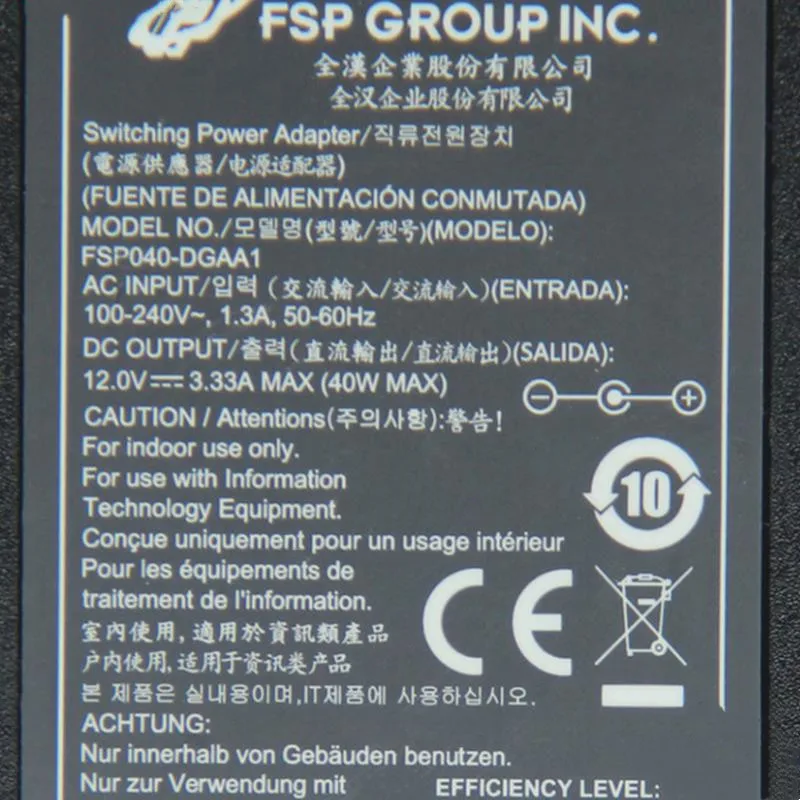 FSP GROUP INC.
全漢企業股份有限公司
全汉企业股份有限公司
Switching Power Adapter/직류전원장치
(電源供應器/电源适配器)
(FUENTE DE ALIMENTACIÓN CONMUTADA)
MODEL NO./모델명(型號/型号)(MODELO):
FSP040-DGAA1
AC INPUT/입력 (交流輸入/交流输入)(ENTRADA):
100-240V~, 1.3A, 50-60Hz
DC OUTPUT/출력(直流輸出/直流输出)(SALIDA):
12.0V⎓ 3.33A MAX (40W MAX)
CAUTION / Attentions(주의사항):警告!
For indoor use only.
For use with Information
Technology Equipment.
10
Conçue uniquement pour un usage intérieur
Pour les équipements de
traitement de l'information.
CE
室內使用, 適用於資訊類產品
户内使用, 适用于资讯类产品
본 제품은 실내용이며,IT제품에 사용하십시오.
ACHTUNG:
Nur innerhalb von Gebäuden benutzen.
Nur zur Verwendung mit
EFFICIENCY LEVEL: